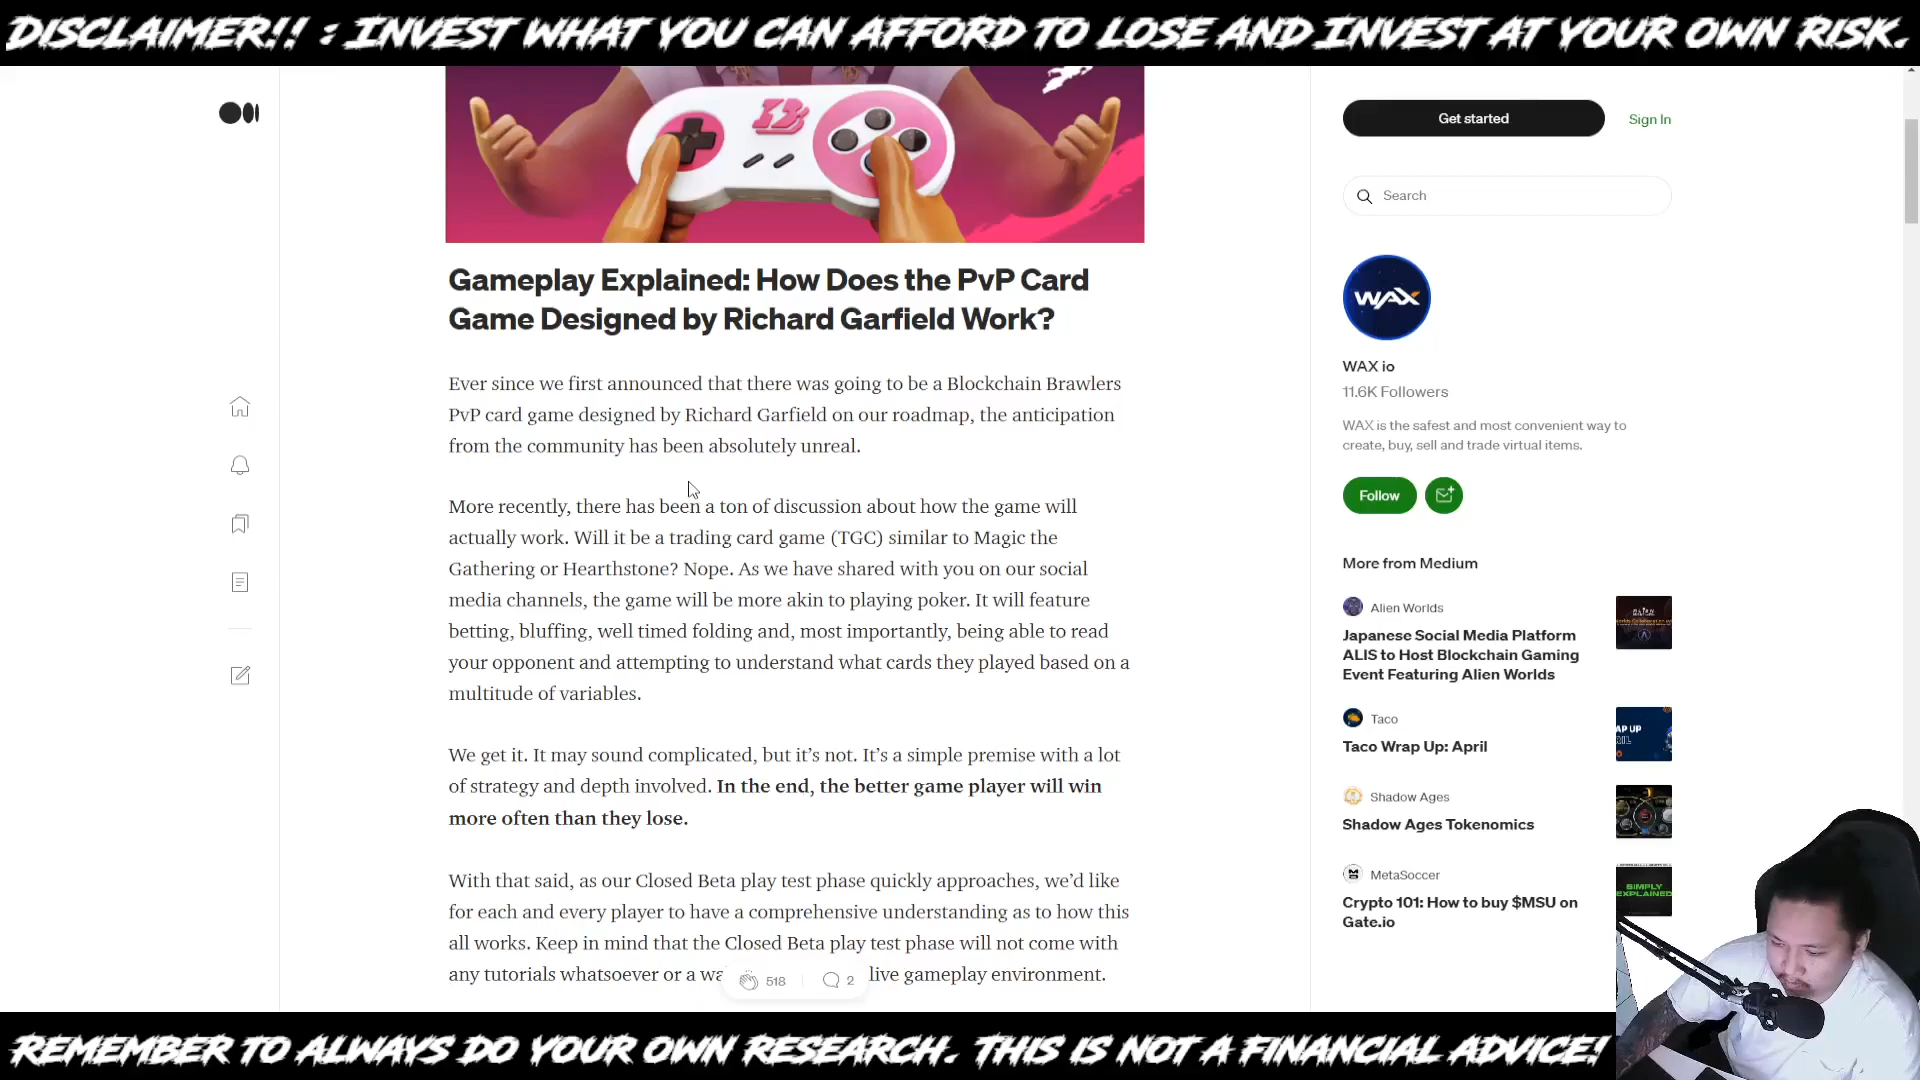 DISCLAIMER!! : INVEST WHAT YOU CAN AFFORD TO LOSE AND INVEST AT YOUR OWN RISK.
Get started
Sign In
Search
WAX
WAX io
11.6K Followers
WAX is the safest and most convenient way to
create, buy, sell and trade virtual items.
Follow
Gameplay Explained: How Does the PvP Card
Game Designed by Richard Garfield Work?
Ever since we first announced that there was going to be a Blockchain Brawlers
PvP card game designed by Richard Garfield on our roadmap, the anticipation
from the community has been absolutely unreal.
More recently, there has been a ton of discussion about how the game will
actually work. Will it be a trading card game (TGC) similar to Magic the
Gathering or Hearthstone? Nope. As we have shared with you on our social
media channels, the game will be more akin to playing poker. It will feature
betting, bluffing, well timed folding and, most importantly, being able to read
your opponent and attempting to understand what cards they played based on a
multitude of variables.
We get it. It may sound complicated, but it's not. It's a simple premise with a lot
of strategy and depth involved. In the end, the better game player will win
more often than they lose.
With that said, as our Closed Beta play test phase quickly approaches, we'd like
for each and every player to have a comprehensive understanding as to how this
all works. Keep in mind that the Closed Beta play test phase will not come with
any tutorials whatsoever or a wa live gameplay environment.
518
2
More from Medium
Alien Worlds
Japanese Social Media Platform
ALIS to Host Blockchain Gaming
Event Featuring Alien Worlds
Taco
Taco Wrap Up: April
Shadow Ages
Shadow Ages Tokenomics
MetaSoccer
Crypto 101: How to buy $MSU on
Gate.io
SIMPLY
EXPLAINED
REMEMBER TO ALWAYS DO YOUR OWN RESEARCH. THIS IS NOT A FINANCIAL ADVICE!